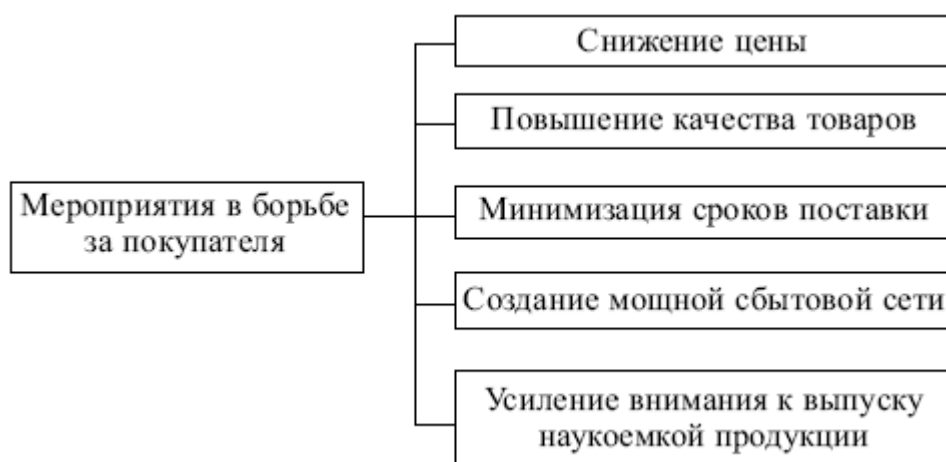 Снижение цены
Повышение качества товаров
Мероприятия в борьбе
за покупателя
Минимизация сроков поставки
Создание мощной сбытовой сети
Усиление внимания к выпуску
наукоемкой продукции